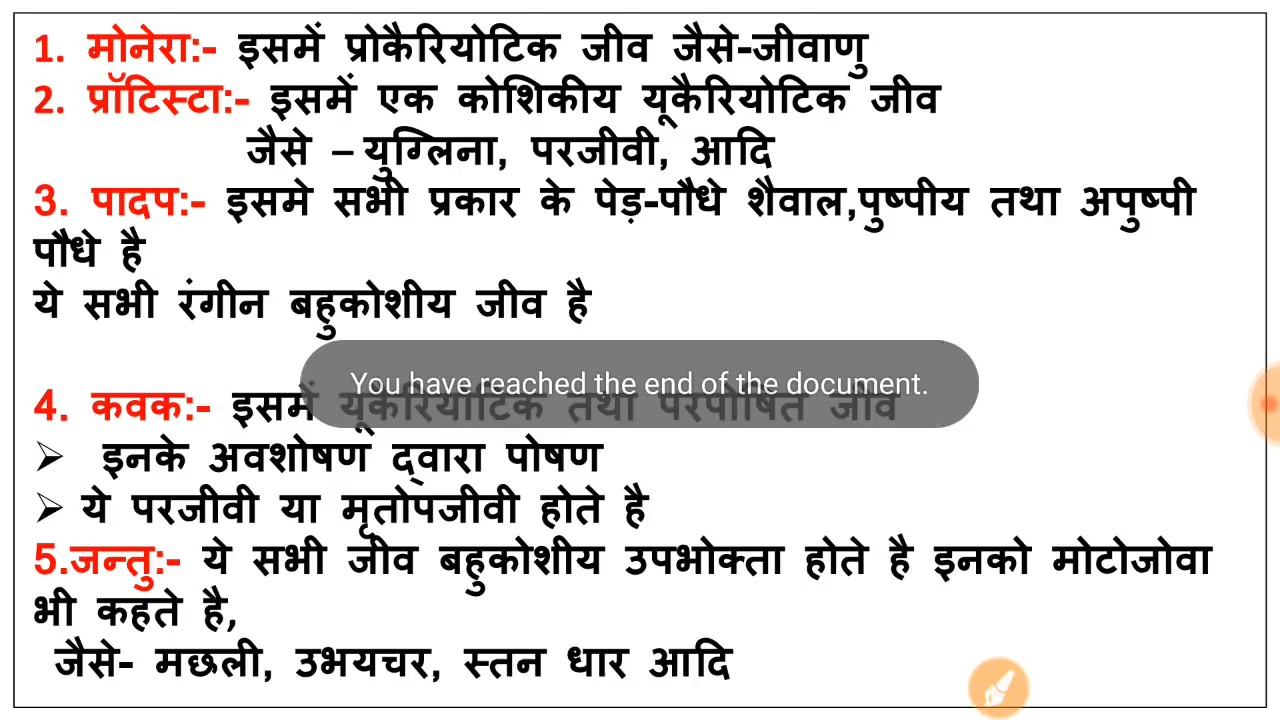 1. मोनेरा:- इसमें प्रोकैरियोटिक जीव जैसे-जीवाणु
2. प्रॉटिस्टा:- इसमें एक कोशिकीय यूकैरियोटिक जीव
जैसे – युग्लिना, परजीवी, आदि
3. पादप:- इसमे सभी प्रकार के पेड़-पौधे शैवाल,पुष्पीय तथा अपुष्पी
पौधे है
ये सभी रंगीन बहुकोशीय जीव है
You have reached the end of the document.
4. कवक:- इसमें यूकैरियोटिक तथा परपोषित जीव
➢ इनके अवशोषण द्वारा पोषण
➢ ये परजीवी या मृतोपजीवी होते है
5.जन्तु:- ये सभी जीव बहुकोशीय उपभोक्ता होते है इनको मोटोजोवा
भी कहते है,
जैसे- मछली, उभयचर, स्तन धार आदि